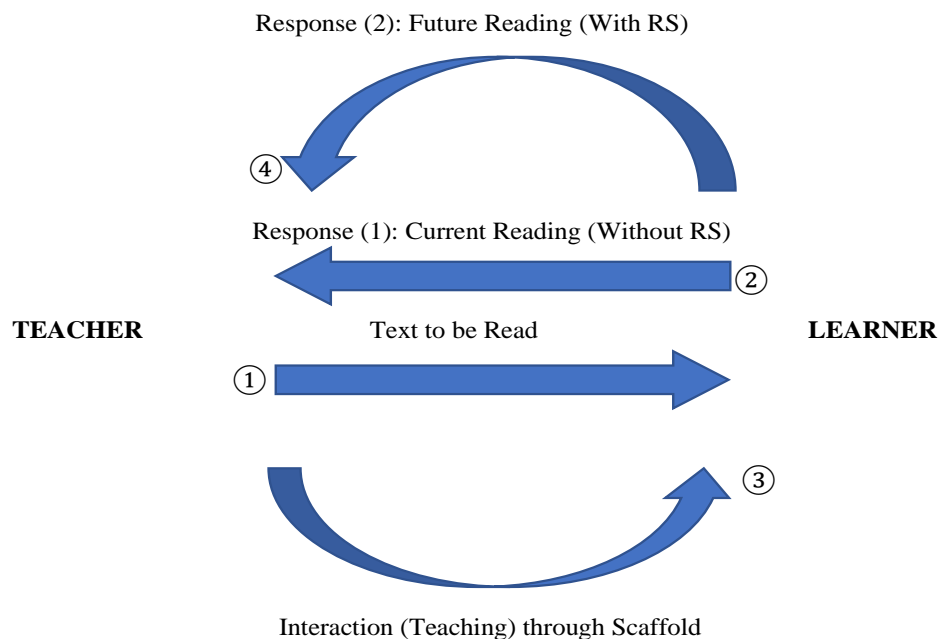 Response (2): Future Reading (With RS)
④
Response (1): Current Reading (Without RS)
②
TEACHER
Text to be Read
LEARNER
①
③
Interaction (Teaching) through Scaffold